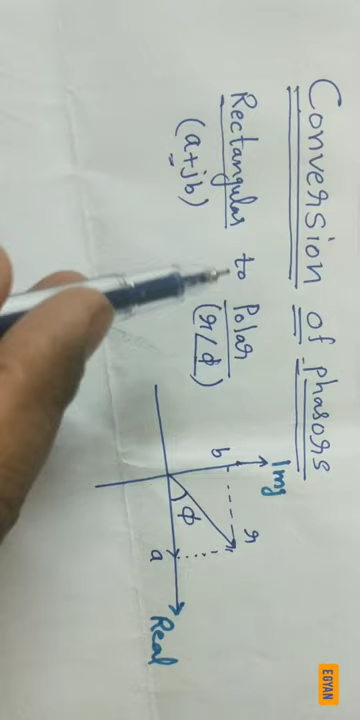 Conversion of phasors
Rectangular to Polar
(a+jb) (r∠ϕ)
Img
b
r
ϕ
a
Real
EGYAN